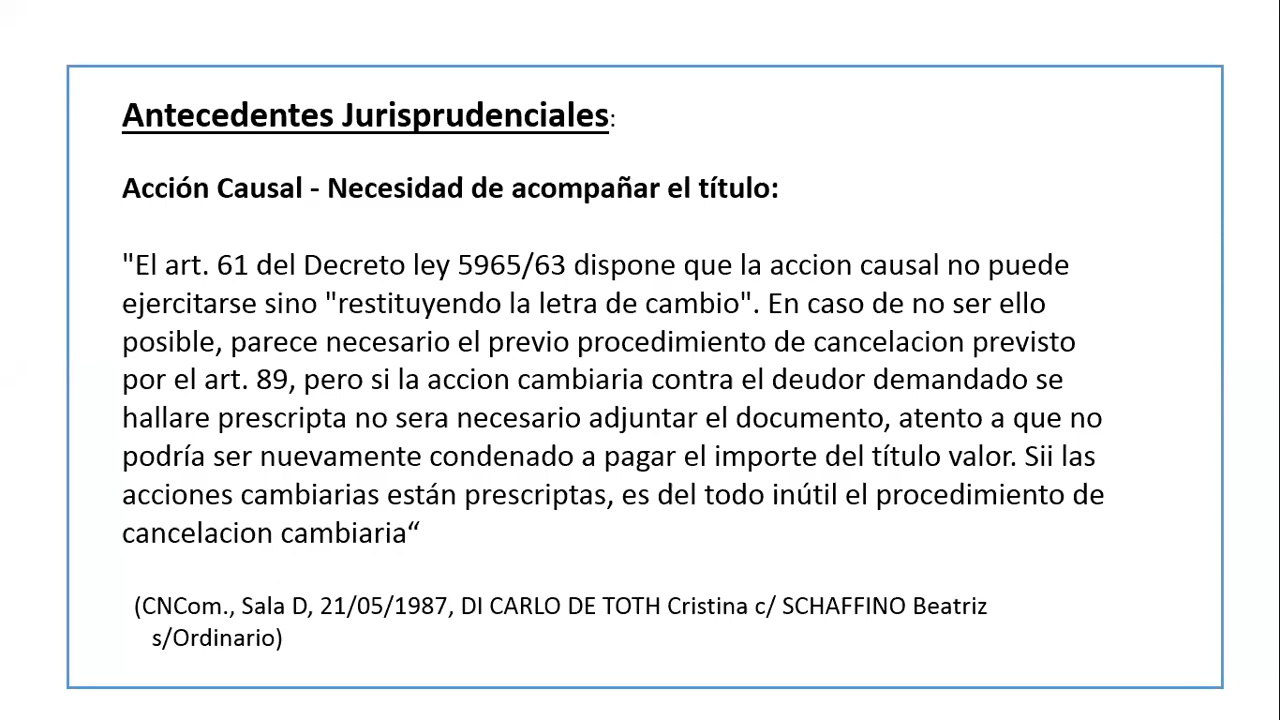 Antecedentes Jurisprudenciales:
Acción Causal - Necesidad de acompañar el título:
"El art. 61 del Decreto ley 5965/63 dispone que la accion causal no puede
ejercitarse sino "restituyendo la letra de cambio". En caso de no ser ello
posible, parece necesario el previo procedimiento de cancelacion previsto
por el art. 89, pero si la accion cambiaria contra el deudor demandado se
hallare prescripta no sera necesario adjuntar el documento, atento a que no
podría ser nuevamente condenado a pagar el importe del título valor. Sii las
acciones cambiarias están prescriptas, es del todo inútil el procedimiento de
cancelacion cambiaria“
(CNCom., Sala D, 21/05/1987, DI CARLO DE TOTH Cristina c/ SCHAFFINO Beatriz
s/Ordinario)